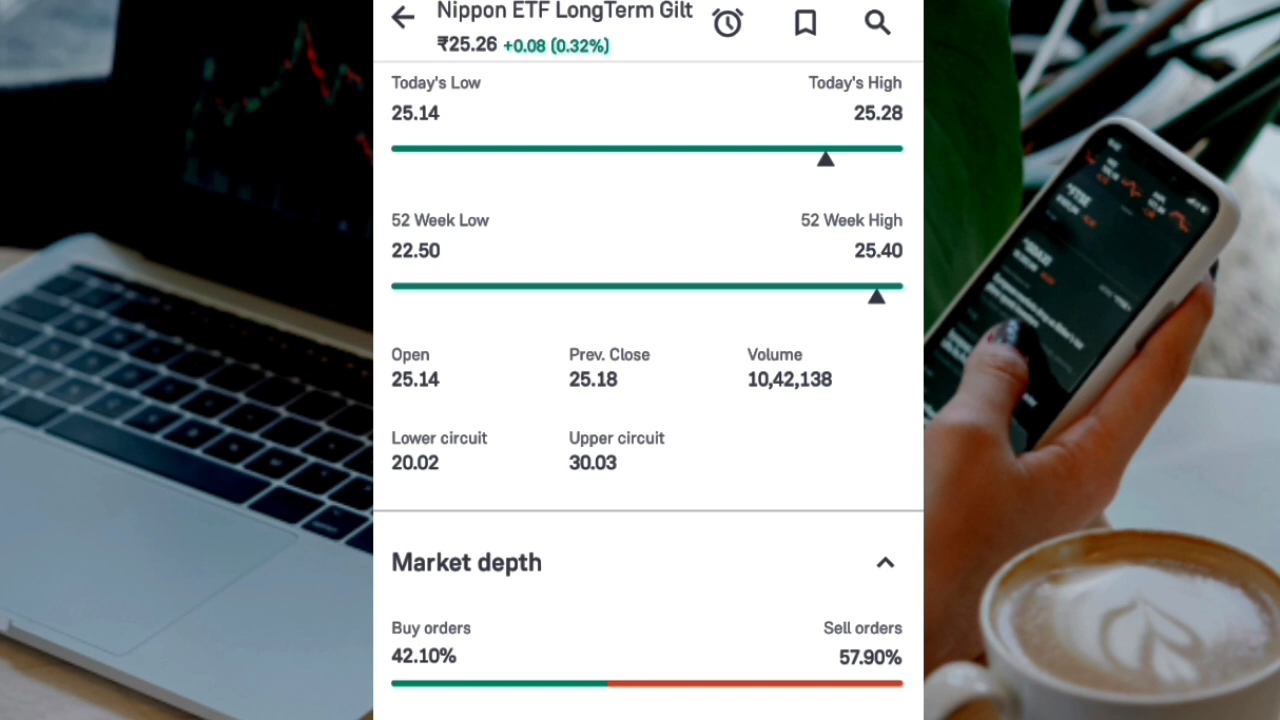 Nippon ETF LongTerm Gilt
₹25.26 +0.08 (0.32%)
Today's Low Today's High
25.14 25.28
52 Week Low 52 Week High
22.50 25.40
Open Prev. Close Volume
25.14 25.18 10,42,138
Lower circuit Upper circuit
20.02 30.03
Market depth
Buy orders Sell orders
42.10% 57.90%